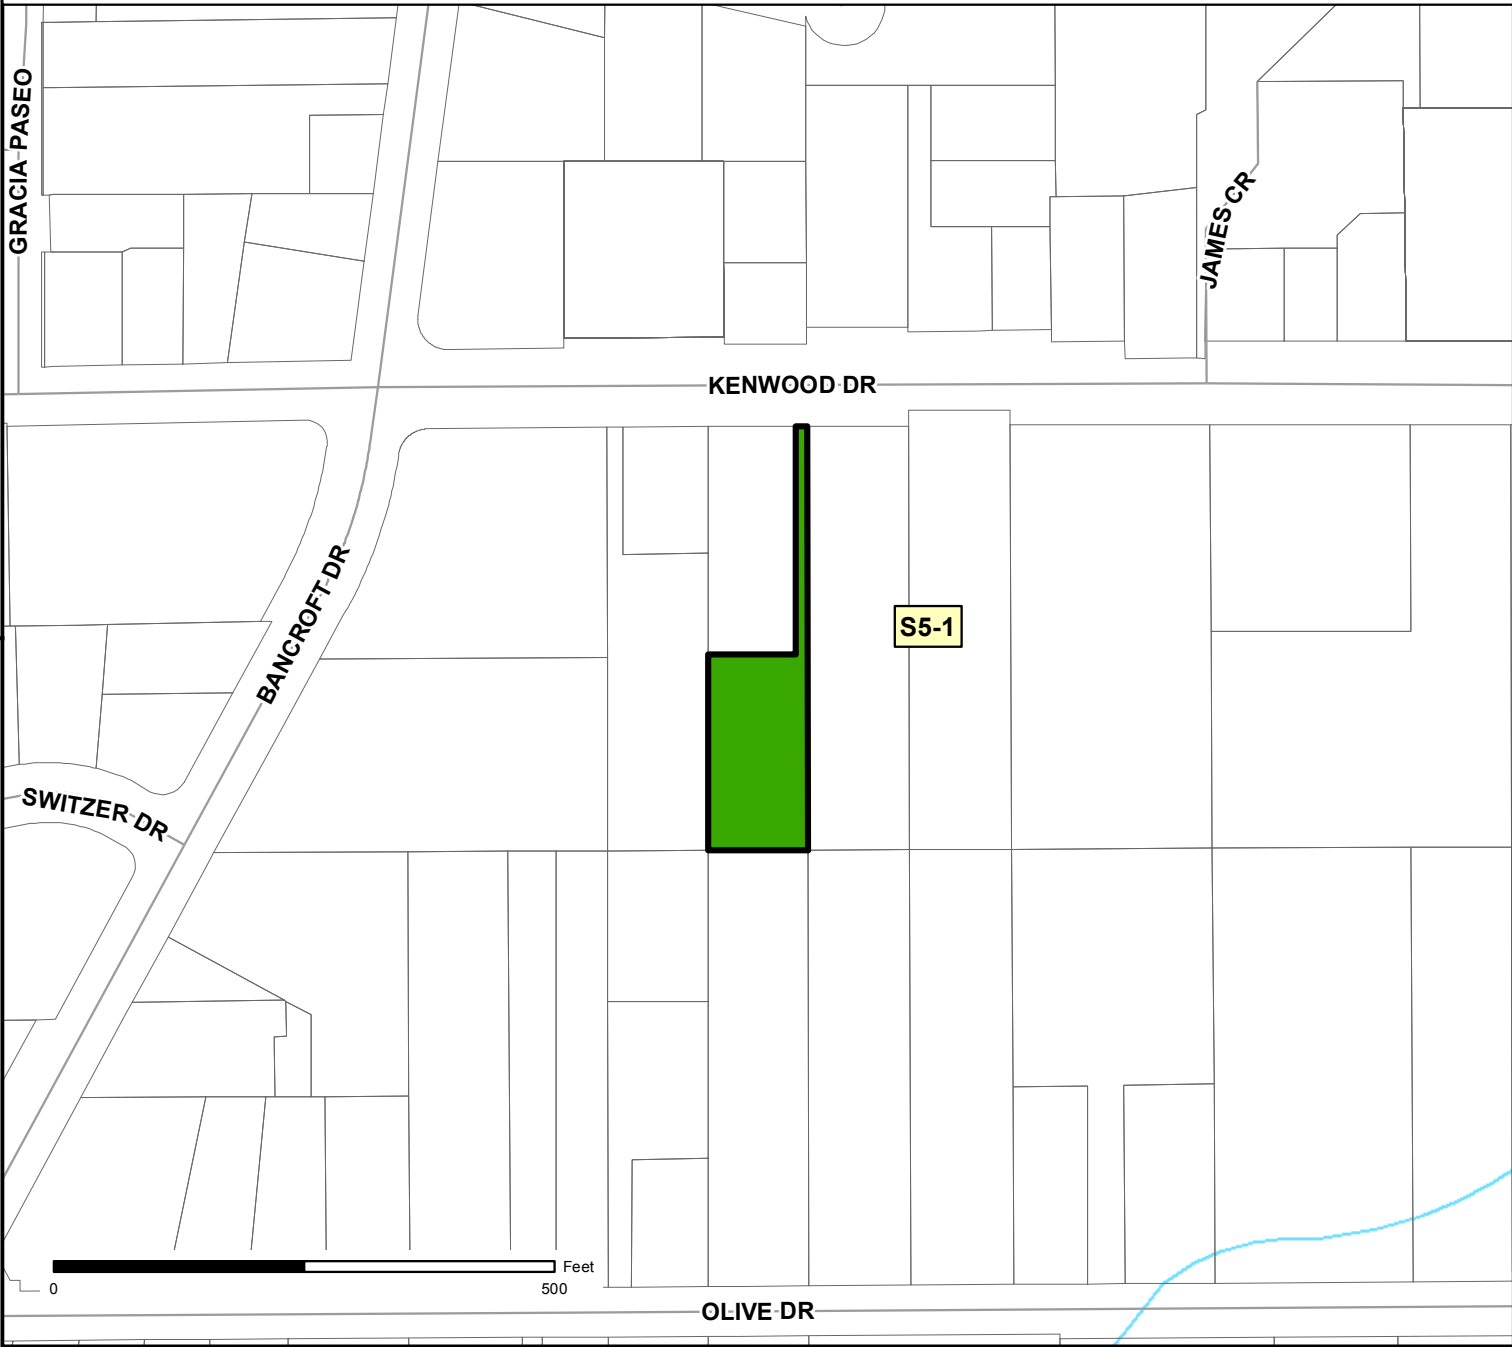 GRACIA PASEO
JAMES CR
KENWOOD DR
BANCROFT DR
S5-1
SWITZER DR
Feet
0 500
OLIVE DR